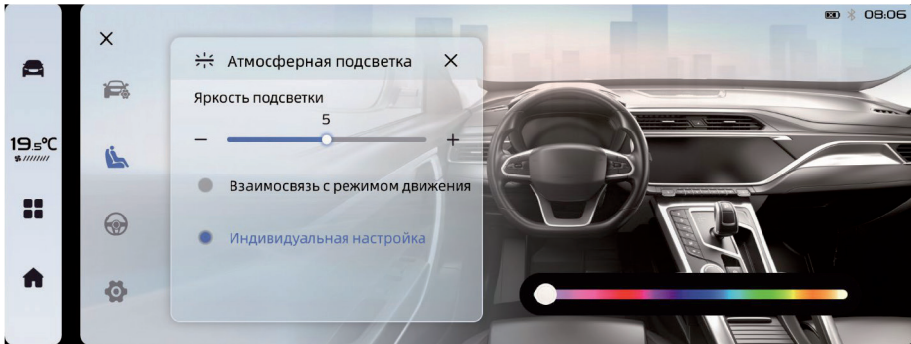 08:06
Атмосферная подсветка
Яркость подсветки
5
19.5°C
Взаимосвязь с режимом движения
Индивидуальная настройка